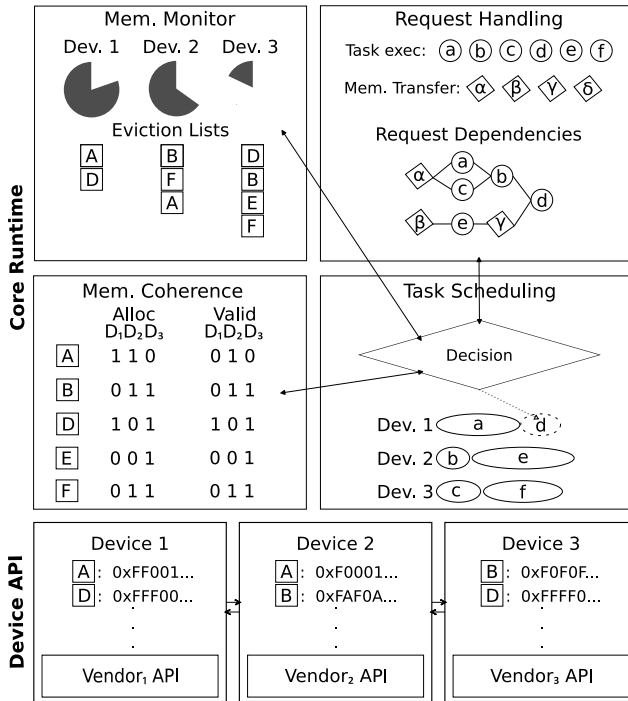 Core Runtime
Mem. Monitor
Dev. 1 Dev. 2 Dev. 3
Eviction Lists
A B D
D F B
A E
F
Request Handling
Task exec: a b c d e f
Mem. Transfer: α β γ δ
Request Dependencies
a
α b
c d
β e γ
Mem. Coherence
Alloc Valid
D₁D₂D₃ D₁D₂D₃
A 1 1 0 0 1 0
B 0 1 1 0 1 1
D 1 0 1 1 0 1
E 0 0 1 0 0 1
F 0 1 1 0 1 1
Task Scheduling
Decision
Dev. 1 a d
Dev. 2 b e
Dev. 3 c f
Device API
Device 1
A : 0xFF001...
D : 0xFFF00...
.
.
.
Vendor₁ API
Device 2
A : 0xF0001...
B : 0xFAF0A...
.
.
.
Vendor₂ API
Device 3
B : 0xF0F0F...
D : 0xFFFF0...
.
.
.
Vendor₃ API